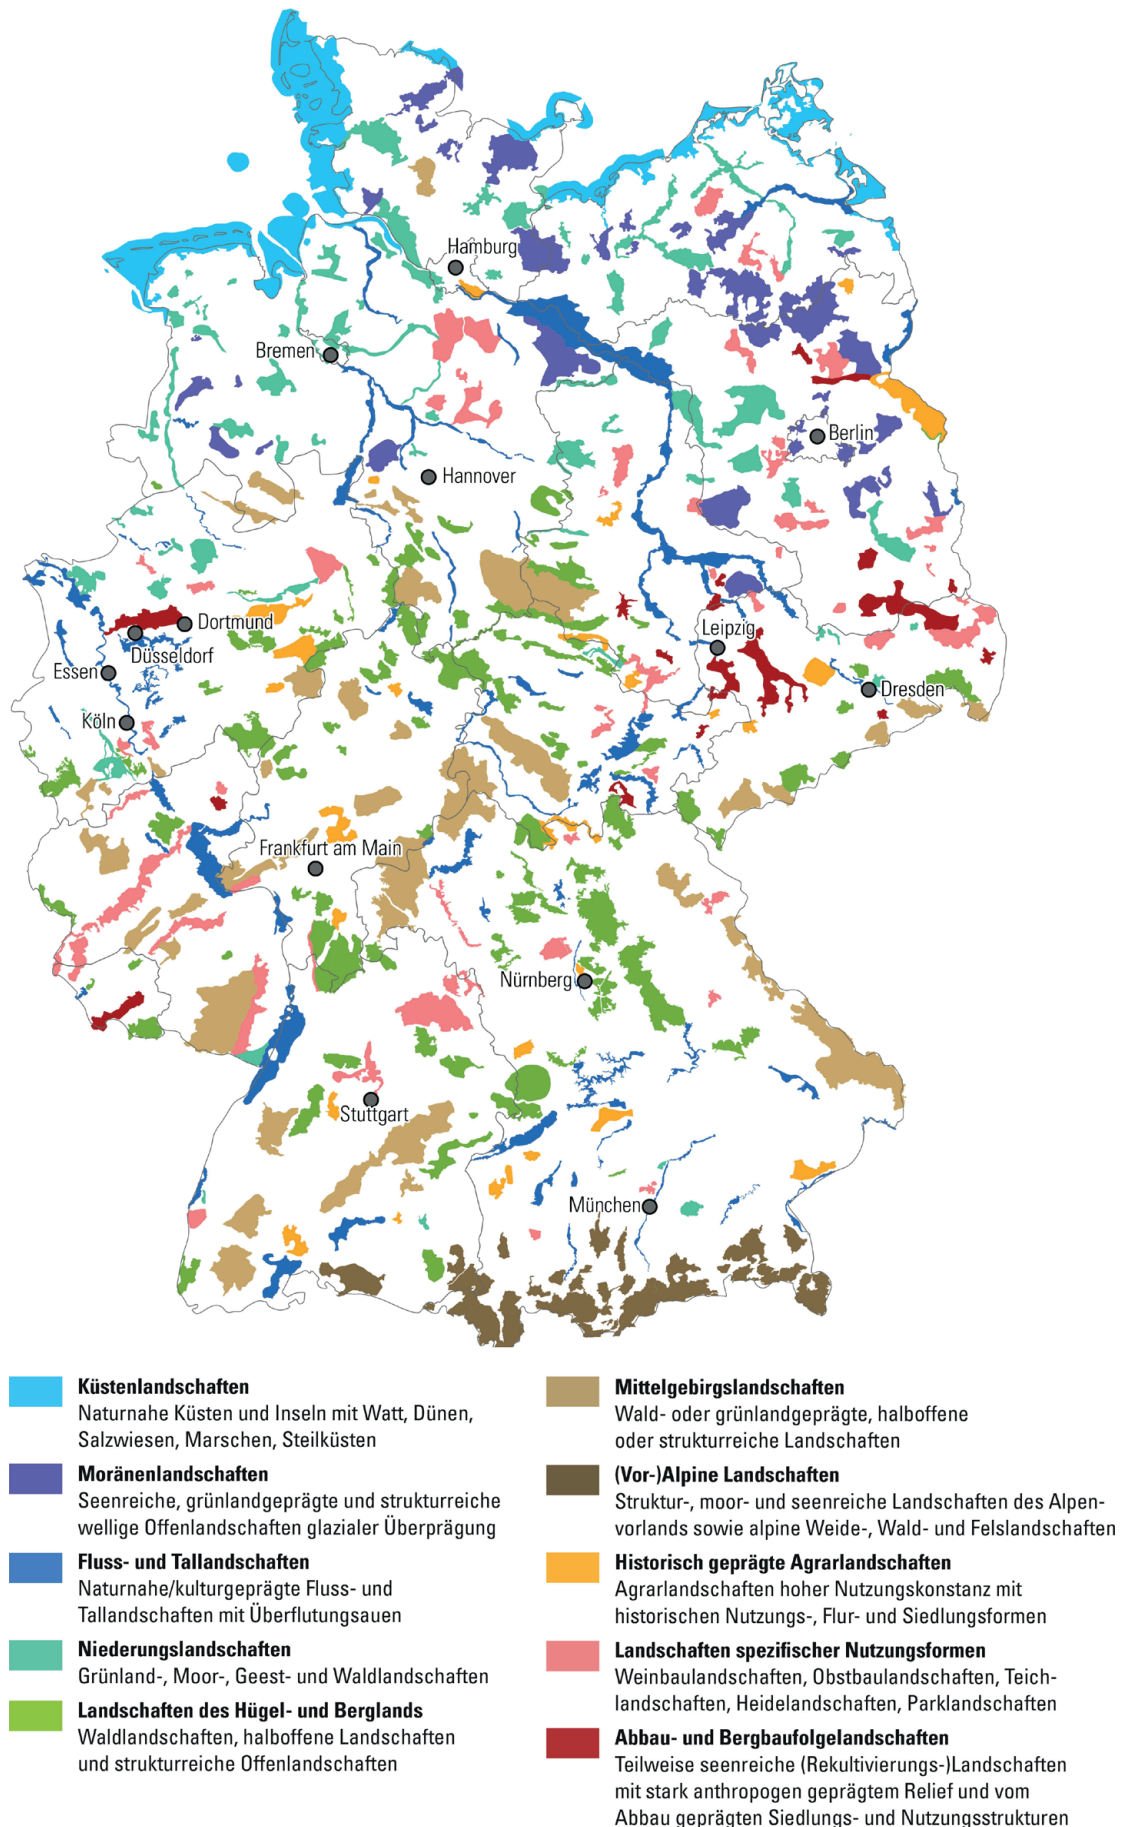 Hamburg
Bremen
Berlin
Hannover
Dortmund
Düsseldorf
Leipzig
Essen
Dresden
Köln
Frankfurt am Main
Nürnberg
Stuttgart
München
Küstenlandschaften
Naturnahe Küsten und Inseln mit Watt, Dünen,
Salzwiesen, Marschen, Steilküsten
Moränenlandschaften
Seenreiche, grünlandgeprägte und strukturreiche
wellige Offenlandschaften glazialer Überprägung
Fluss- und Tallandschaften
Naturnahe/kulturgeprägte Fluss- und
Tallandschaften mit Überflutungsauen
Niederungslandschaften
Grünland-, Moor-, Geest- und Waldlandschaften
Landschaften des Hügel- und Berglands
Waldlandschaften, halboffene Landschaften
und strukturreiche Offenlandschaften
Mittelgebirgslandschaften
Wald- oder grünlandgeprägte, halboffene
oder strukturreiche Landschaften
(Vor-)Alpine Landschaften
Struktur-, moor- und seenreiche Landschaften des Alpen-
vorlands sowie alpine Weide-, Wald- und Felslandschaften
Historisch geprägte Agrarlandschaften
Agrarlandschaften hoher Nutzungskonstanz mit
historischen Nutzungs-, Flur- und Siedlungsformen
Landschaften spezifischer Nutzungsformen
Weinbaulandschaften, Obstbaulandschaften, Teich-
landschaften, Heidelandschaften, Parklandschaften
Abbau- und Bergbaufolgelandschaften
Teilweise seenreiche (Rekultivierungs-)Landschaften
mit stark anthropogen geprägtem Relief und vom
Abbau geprägten Siedlungs- und Nutzungsstrukturen